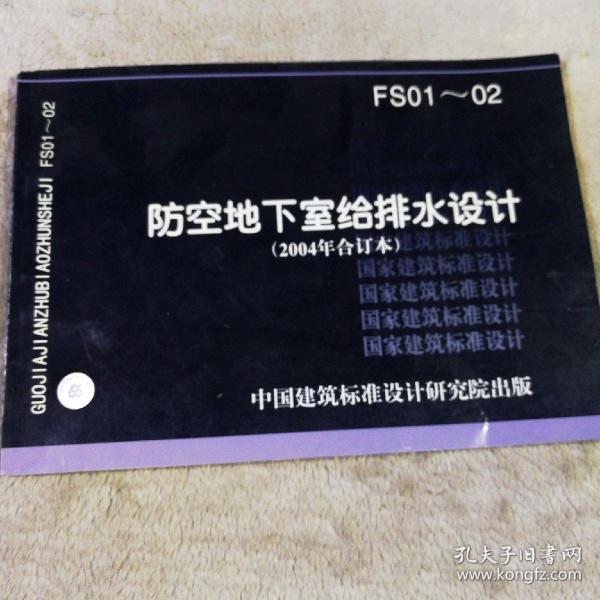 FS01～02
防空地下室给排水设计
(2004年合订本)
国家建筑标准设计
国家建筑标准设计
国家建筑标准设计
国家建筑标准设计
国家建筑标准设计
中国建筑标准设计研究院出版
GUOJIAJIANZHUBIAOZHUNSHEJI FS01～02
孔夫子旧书网
www.kongfz.com